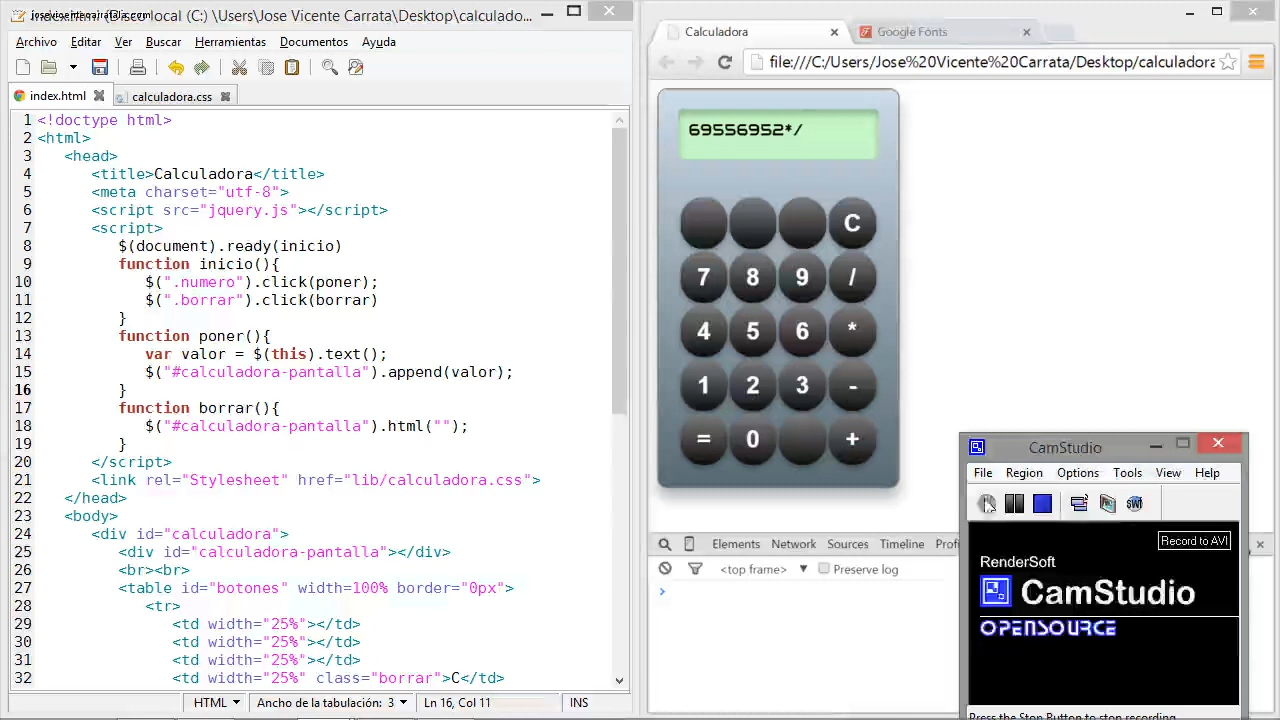 (C:) \Users\Jose Vicente Carrata\Desktop\calculado...
Archivo Editar Ver Buscar Herramientas Documentos Ayuda
index.html calculadora.css
1 <!doctype html>
2 <html>
3 <head>
4 <title>Calculadora</title>
5 <meta charset="utf-8">
6 <script src="jquery.js"></script>
7 <script>
8 $(document).ready(inicio)
9 function inicio(){
10 $(".numero").click(poner);
11 $(".borrar").click(borrar)
12 }
13 function poner(){
14 var valor = $(this).text();
15 $("#calculadora-pantalla").append(valor);
16 }
17 function borrar(){
18 $("#calculadora-pantalla").html("");
19 }
20 </script>
21 <link rel="Stylesheet" href="lib/calculadora.css">
22 </head>
23 <body>
24 <div id="calculadora">
25 <div id="calculadora-pantalla"></div>
26 <br><br>
27 <table id="botones" width=100% border="0px">
28 <tr>
29 <td width="25%"></td>
30 <td width="25%"></td>
31 <td width="25%"></td>
32 <td width="25%" class="borrar">C</td>
HTML Ancho de la tabulación: 3 Ln 16, Col 11 INS
Calculadora Google Fonts
file:///C:/Users/Jose%20Vicente%20Carrata/Desktop/calculadora
69556952*/
C
7 8 9 /
4 5 6 *
1 2 3 -
= 0 +
Elements Network Sources Timeline Profi
<top frame> Preserve log
CamStudio
File Region Options Tools View Help
SWF
Record to AVI
RenderSoft
CamStudio
OPENSOURCE
Press the Stop Button to stop recording